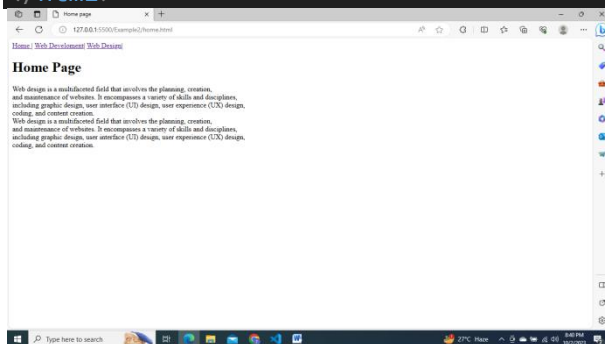 Home page
127.0.0.1:5500/Example2/home.html
Home | Web Develoment| Web Design|
Home Page
Web design is a multifaceted field that involves the planning, creation,
and maintenance of websites. It encompasses a variety of skills and disciplines,
including graphic design, user interface (UI) design, user experience (UX) design,
coding, and content creation.
Web design is a multifaceted field that involves the planning, creation,
and maintenance of websites. It encompasses a variety of skills and disciplines,
including graphic design, user interface (UI) design, user experience (UX) design,
coding, and content creation.
Type here to search
27°C Haze
8:40 PM